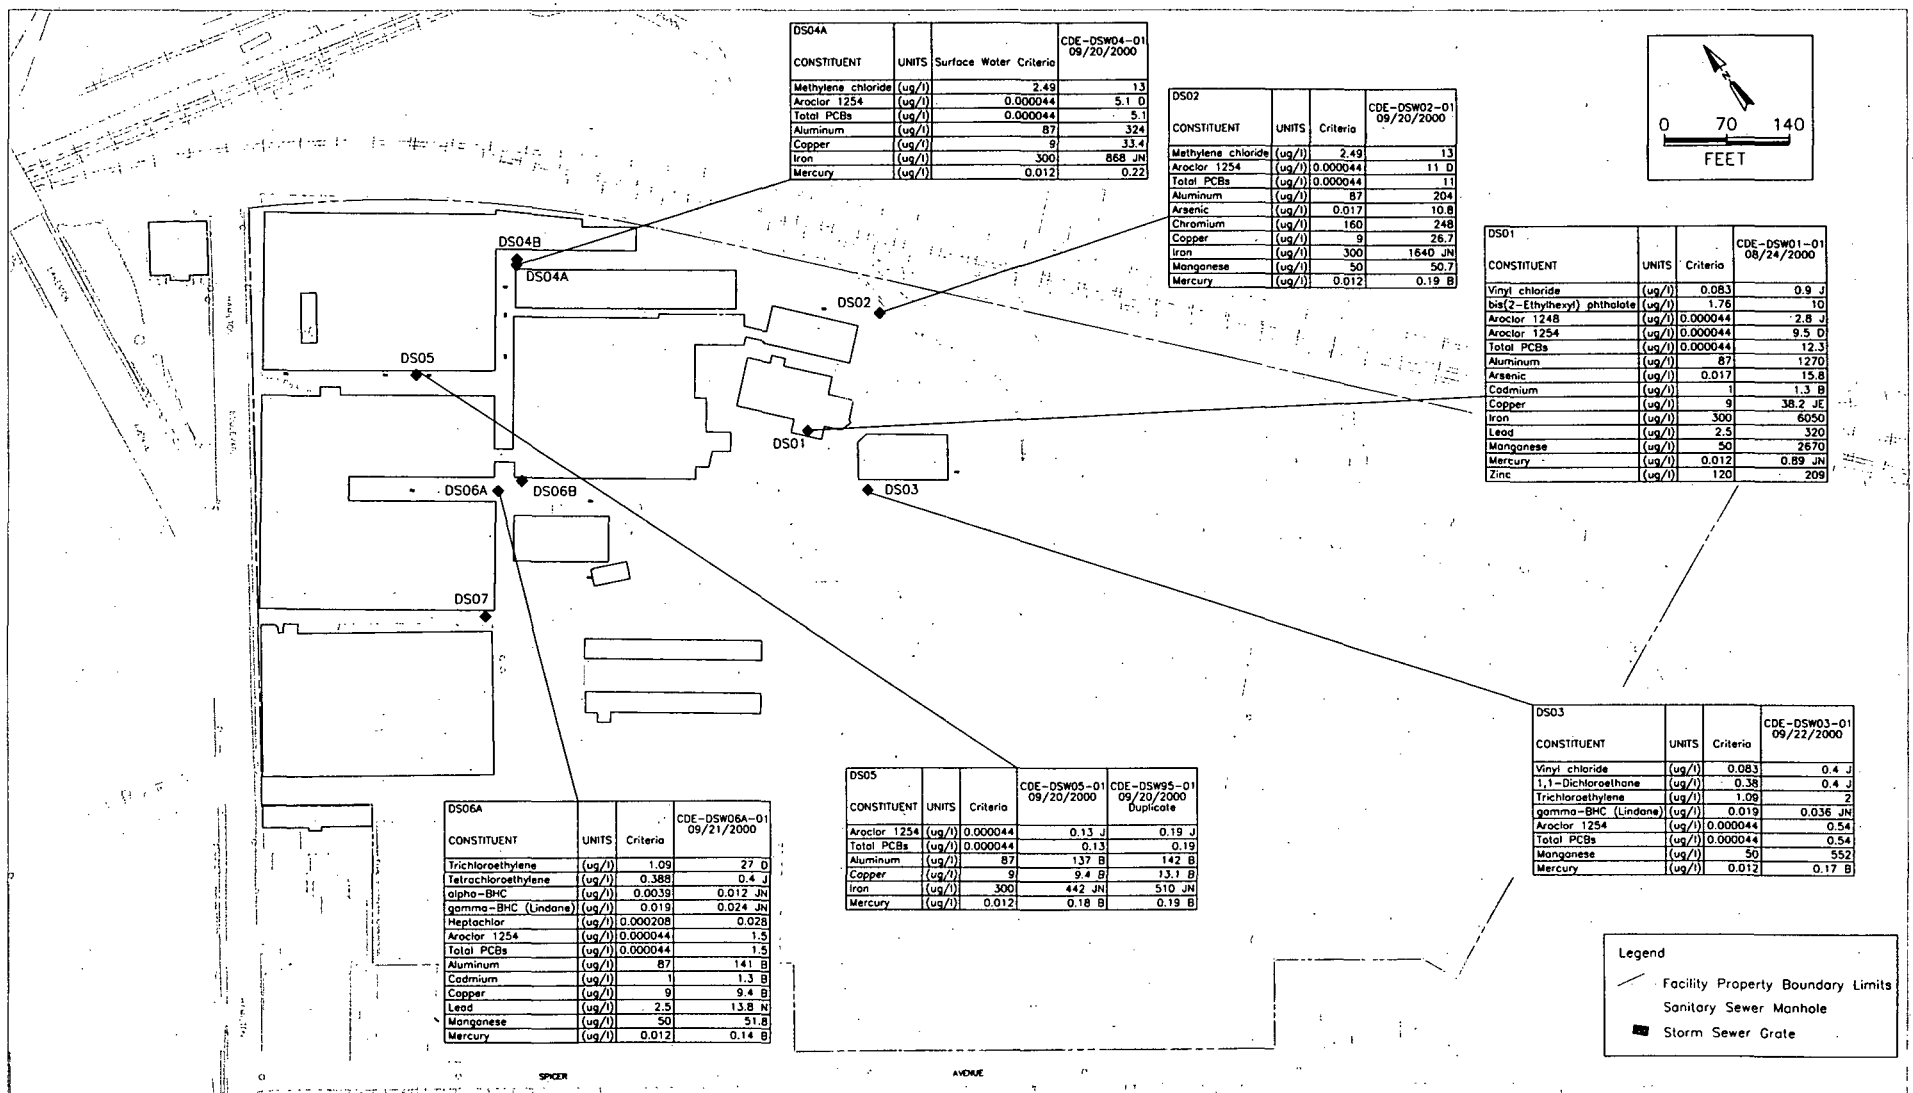 DS04A
CDE-DSW04-01
09/20/2000
CONSTITUENT UNITS Surface Water Criteria
Methylene chloride (ug/l) 2.49 13
Aroclor 1254 (ug/l) 0.000044 5.1 D
Total PCBs (ug/l) 0.000044 5.1
Aluminum (ug/l) 87 324
Copper (ug/l) 9 33.4
Iron (ug/l) 300 868 JN
Mercury (ug/l) 0.012 0.22
DS02
CDE-DSW02-01
09/20/2000
CONSTITUENT UNITS Criteria
Methylene chloride (ug/l) 2.49 13
Aroclor 1254 (ug/l) 0.000044 11 D
Total PCBs (ug/l) 0.000044 11
Aluminum (ug/l) 87 204
Arsenic (ug/l) 0.017 10.8
Chromium (ug/l) 160 248
Copper (ug/l) 9 26.7
Iron (ug/l) 300 1640 JN
Manganese (ug/l) 50 50.7
Mercury (ug/l) 0.012 0.19 B
N
0 70 140
FEET
DS01
CDE-DSW01-01
08/24/2000
CONSTITUENT UNITS Criteria
Vinyl chloride (ug/l) 0.083 0.9 J
bis(2-Ethylhexyl) phthalate (ug/l) 1.76 10
Aroclor 1248 (ug/l) 0.000044 2.8 J
Aroclor 1254 (ug/l) 0.000044 9.5 D
Total PCBs (ug/l) 0.000044 12.3
Aluminum (ug/l) 87 1270
Arsenic (ug/l) 0.017 15.8
Cadmium (ug/l) 1 1.3 B
Copper (ug/l) 9 38.2 JE
Iron (ug/l) 300 6050
Lead (ug/l) 2.5 320
Manganese (ug/l) 50 2670
Mercury (ug/l) 0.012 0.89 JN
Zinc (ug/l) 120 209
DS04B
DS04A
DS02
DS05
DS01
DS06A
DS06B
DS03
DS07
DS03
CDE-DSW03-01
09/22/2000
CONSTITUENT UNITS Criteria
Vinyl chloride (ug/l) 0.083 0.4 J
1,1-Dichloroethane (ug/l) 0.38 0.4 J
Trichloroethylene (ug/l) 1.09 2
gamma-BHC (Lindane) (ug/l) 0.019 0.036 JN
Aroclor 1254 (ug/l) 0.000044 0.54
Total PCBs (ug/l) 0.000044 0.54
Manganese (ug/l) 50 552
Mercury (ug/l) 0.012 0.17 B
DS05
CDE-DSW05-01 CDE-DSW95-01
09/20/2000 09/20/2000
Duplicate
CONSTITUENT UNITS Criteria
Aroclor 1254 (ug/l) 0.000044 0.13 J 0.19 J
Total PCBs (ug/l) 0.000044 0.13 0.19
Aluminum (ug/l) 87 137 B 142 B
Copper (ug/l) 9 9.4 B 13.1 B
Iron (ug/l) 300 442 JN 510 JN
Mercury (ug/l) 0.012 0.18 B 0.19 B
DS06A
CDE-DSW06A-01
09/21/2000
CONSTITUENT UNITS Criteria
Trichloroethylene (ug/l) 1.09 27 D
Tetrachloroethylene (ug/l) 0.388 0.4 J
alpha-BHC (ug/l) 0.0039 0.012 JN
gamma-BHC (Lindane) (ug/l) 0.019 0.024 JN
Heptachlor (ug/l) 0.000208 0.028
Aroclor 1254 (ug/l) 0.000044 1.5
Total PCBs (ug/l) 0.000044 1.5
Aluminum (ug/l) 87 141 B
Cadmium (ug/l) 1 1.3 B
Copper (ug/l) 9 9.4 B
Lead (ug/l) 2.5 13.8 N
Manganese (ug/l) 50 51.8
Mercury (ug/l) 0.012 0.14 B
Legend
Facility Property Boundary Limits
Sanitary Sewer Manhole
Storm Sewer Grate
SPICER AVENUE